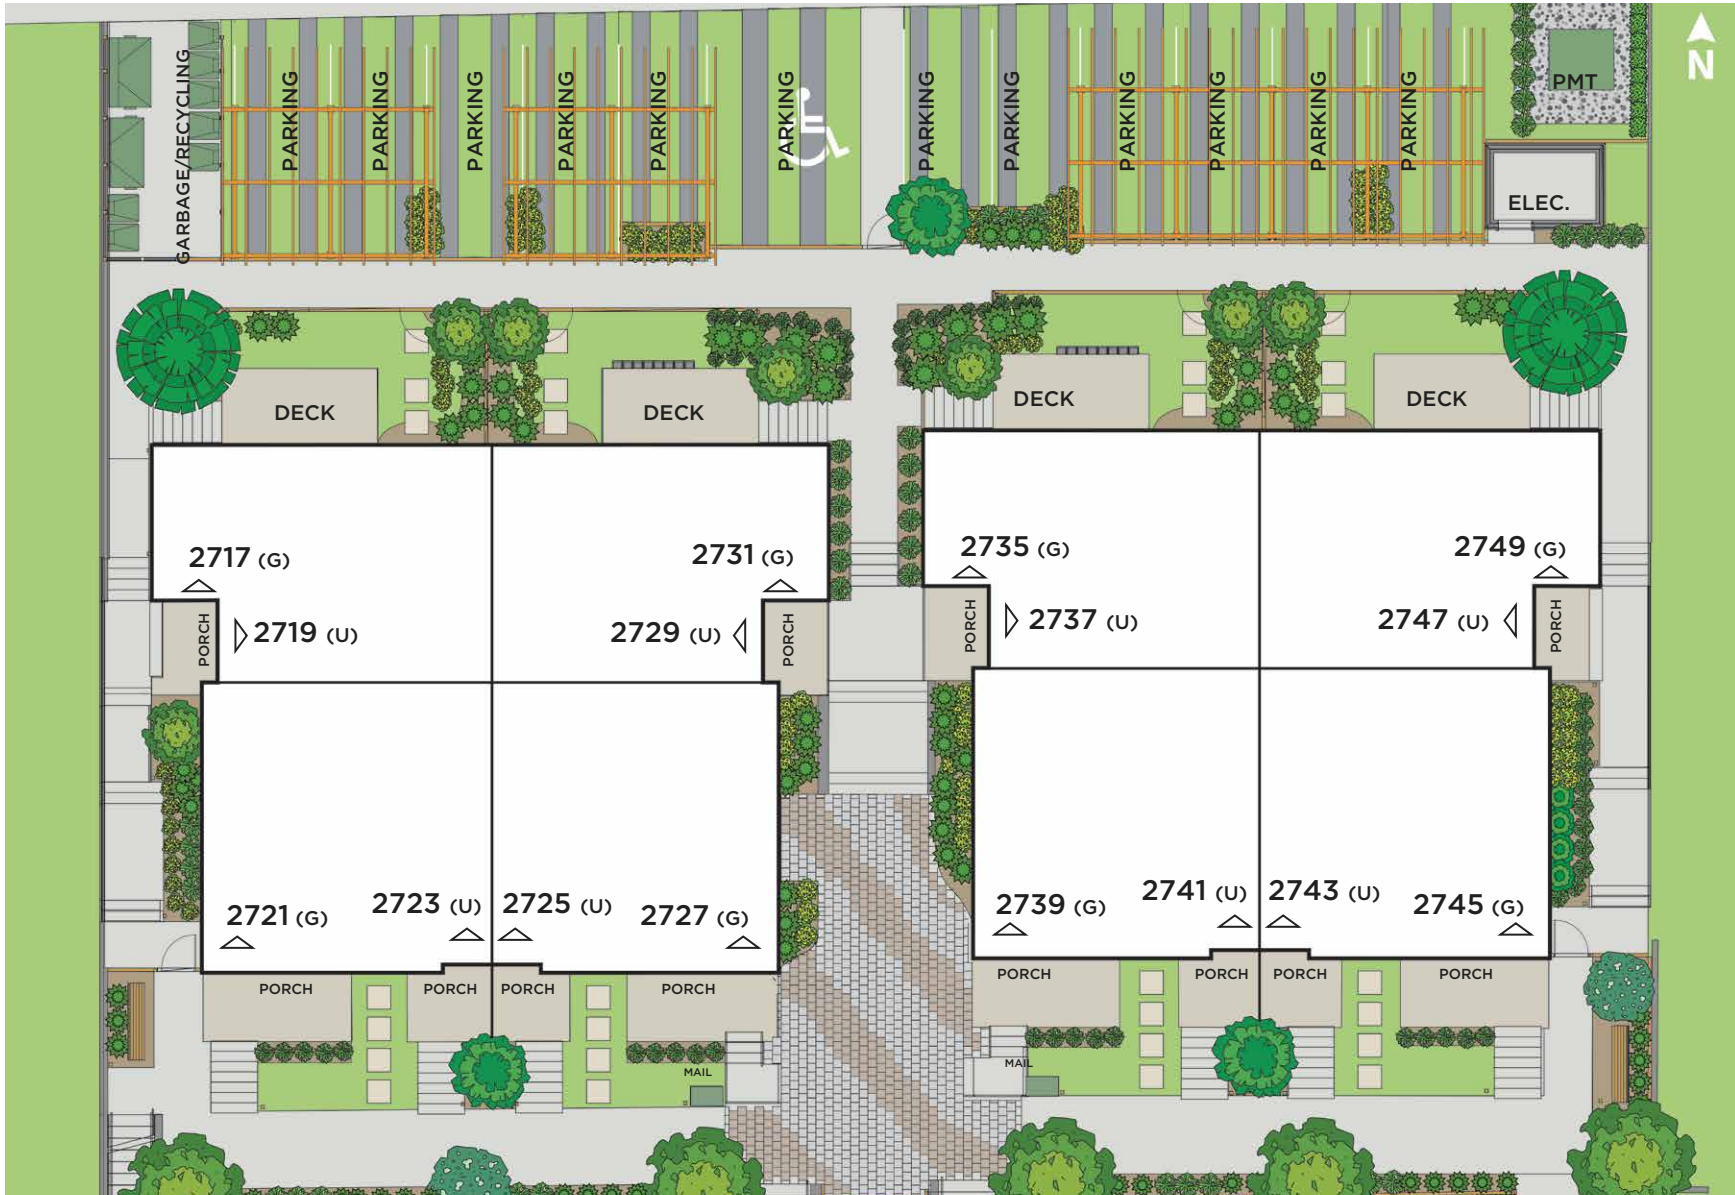 GARBAGE/RECYCLING
PARKING
PARKING
PARKING
PARKING
PARKING
PARKING
PARKING
PARKING
PARKING
PARKING
PARKING
PARKING
PMT
N
ELEC.
DECK
DECK
DECK
DECK
2717 (G)
2731 (G)
2735 (G)
2749 (G)
PORCH
2719 (U)
2729 (U)
PORCH
PORCH
2737 (U)
2747 (U)
PORCH
2721 (G)
2723 (U)
2725 (U)
2727 (G)
2739 (G)
2741 (U)
2743 (U)
2745 (G)
PORCH
PORCH
PORCH
PORCH
PORCH
PORCH
PORCH
PORCH
MAIL
MAIL